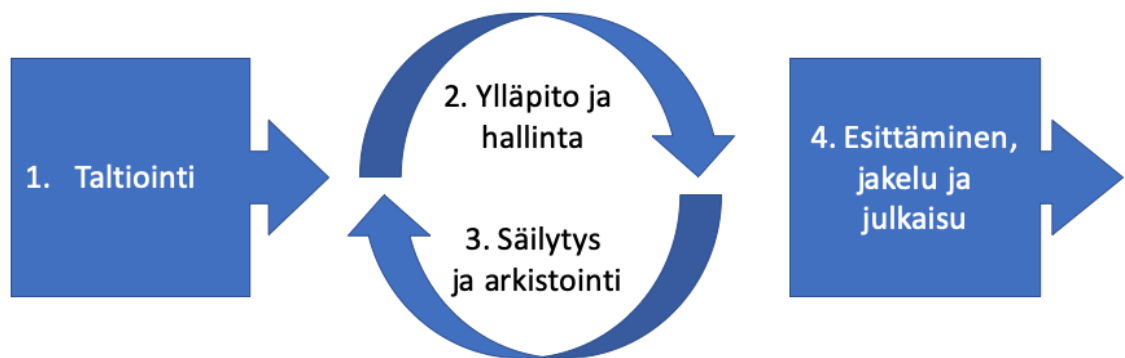 1. Taltiointi
2. Ylläpito ja
hallinta
3. Säilytys
ja arkistointi
4. Esittäminen,
jakelu ja
julkaisu